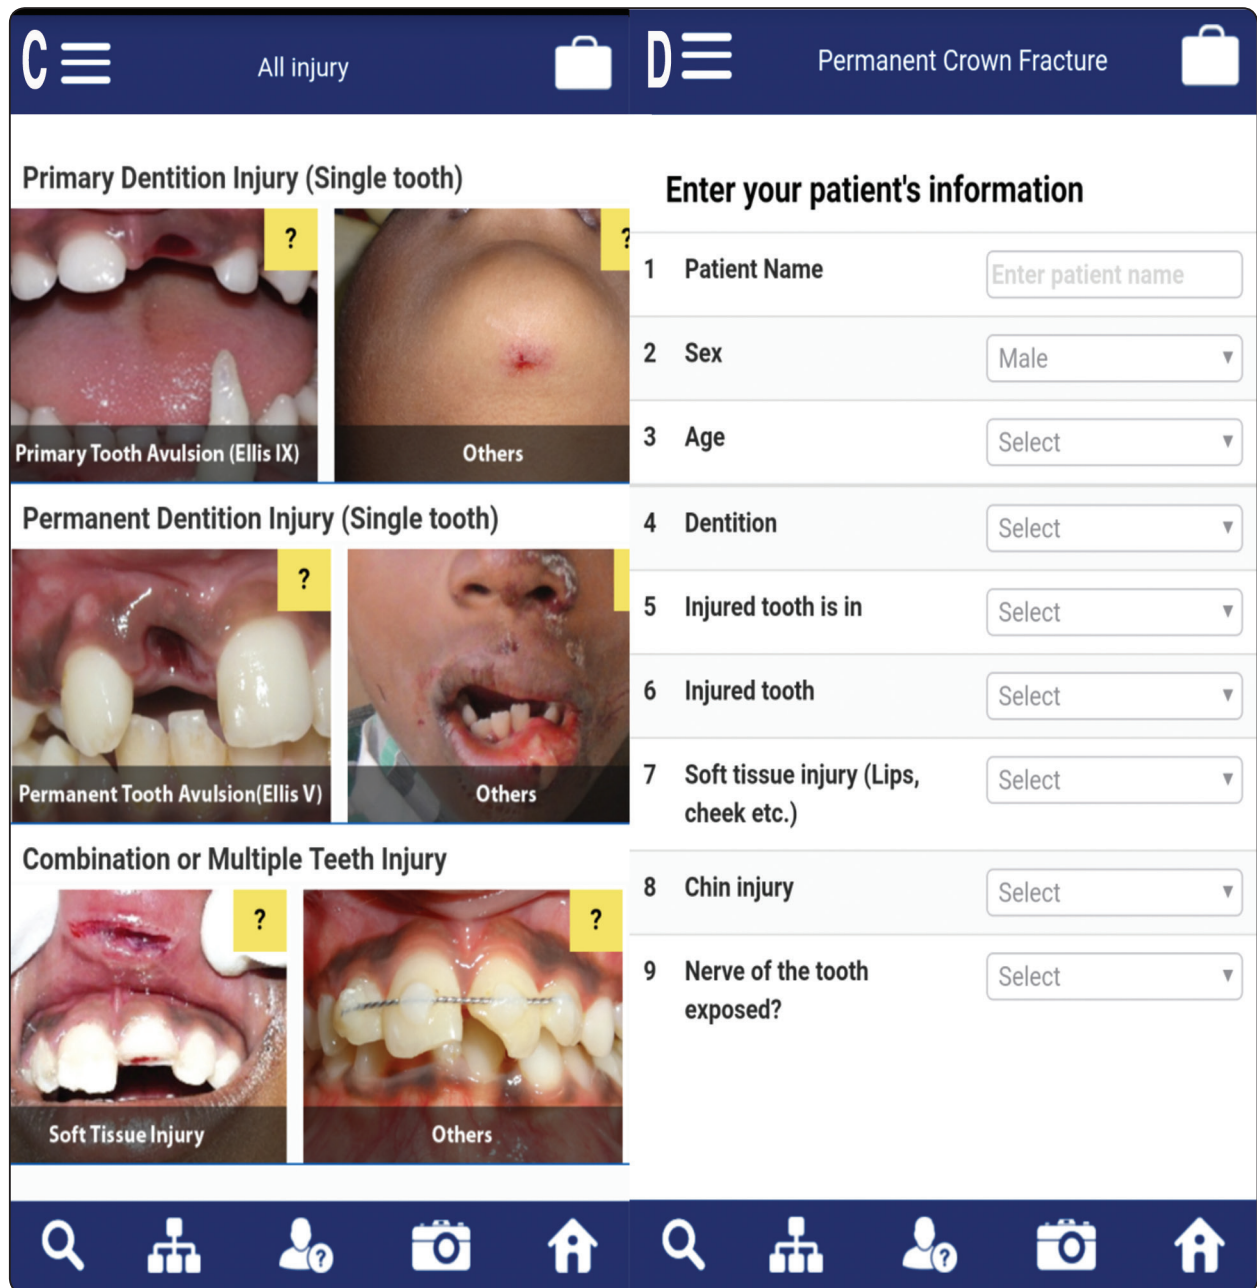 C
All injury
Primary Dentition Injury (Single tooth)
?
?
Primary Tooth Avulsion (Ellis IX)
Others
Permanent Dentition Injury (Single tooth)
?
Permanent Tooth Avulsion(Ellis V)
Others
Combination or Multiple Teeth Injury
?
?
Soft Tissue Injury
Others
?
D
Permanent Crown Fracture
Enter your patient's information
1 Patient Name Enter patient name
2 Sex Male
3 Age Select
4 Dentition Select
5 Injured tooth is in Select
6 Injured tooth Select
7 Soft tissue injury (Lips, Select
cheek etc.)
8 Chin injury Select
9 Nerve of the tooth Select
exposed?
?